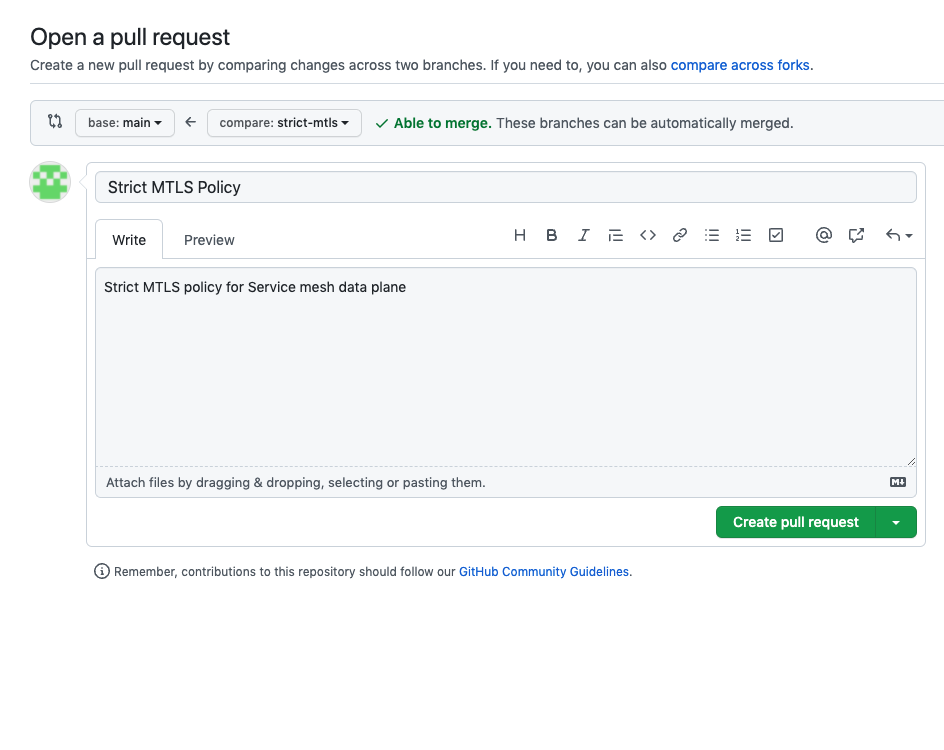 Open a pull request
Create a new pull request by comparing changes across two branches. If you need to, you can also compare across forks.
base: main
compare: strict-mtls
Able to merge. These branches can be automatically merged.
Strict MTLS Policy
Write
Preview
Strict MTLS policy for Service mesh data plane
Attach files by dragging & dropping, selecting or pasting them.
Create pull request
Remember, contributions to this repository should follow our GitHub Community Guidelines.